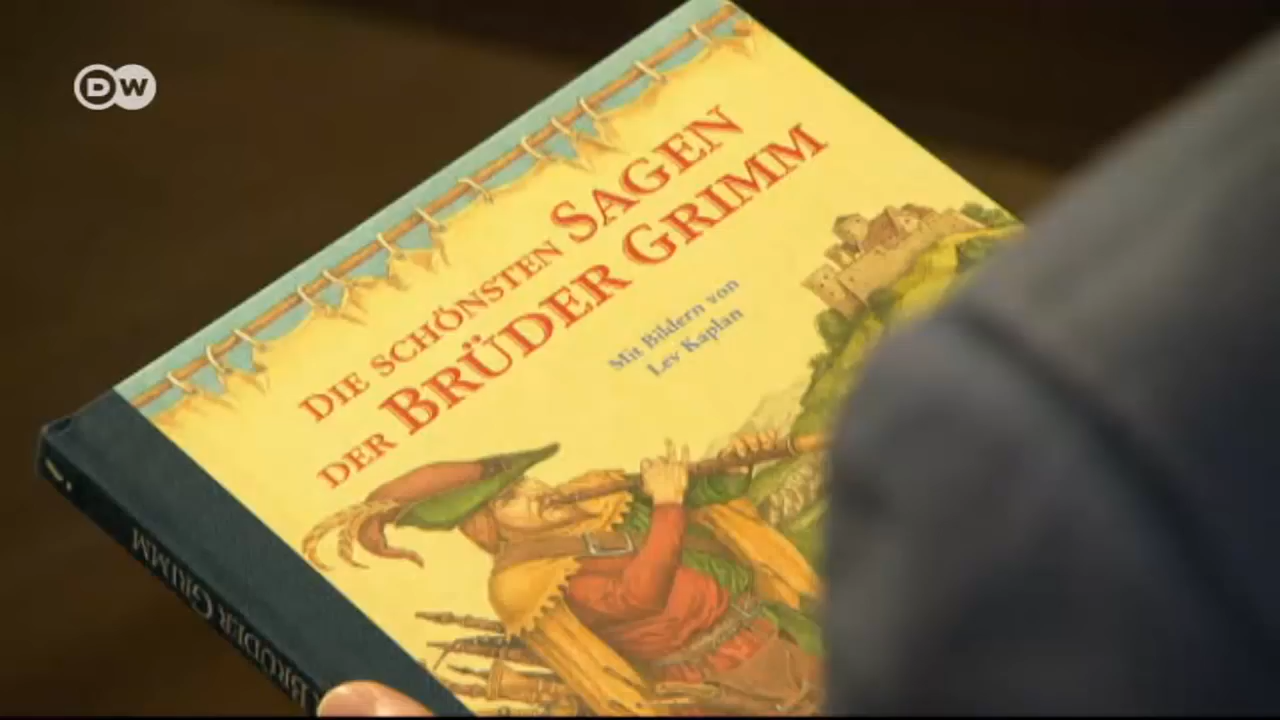 DW
DIE SCHÖNSTEN SAGEN
DER BRÜDER GRIMM
Mit Bildern von
Lev Kaplan
BRÜDER GRIMM